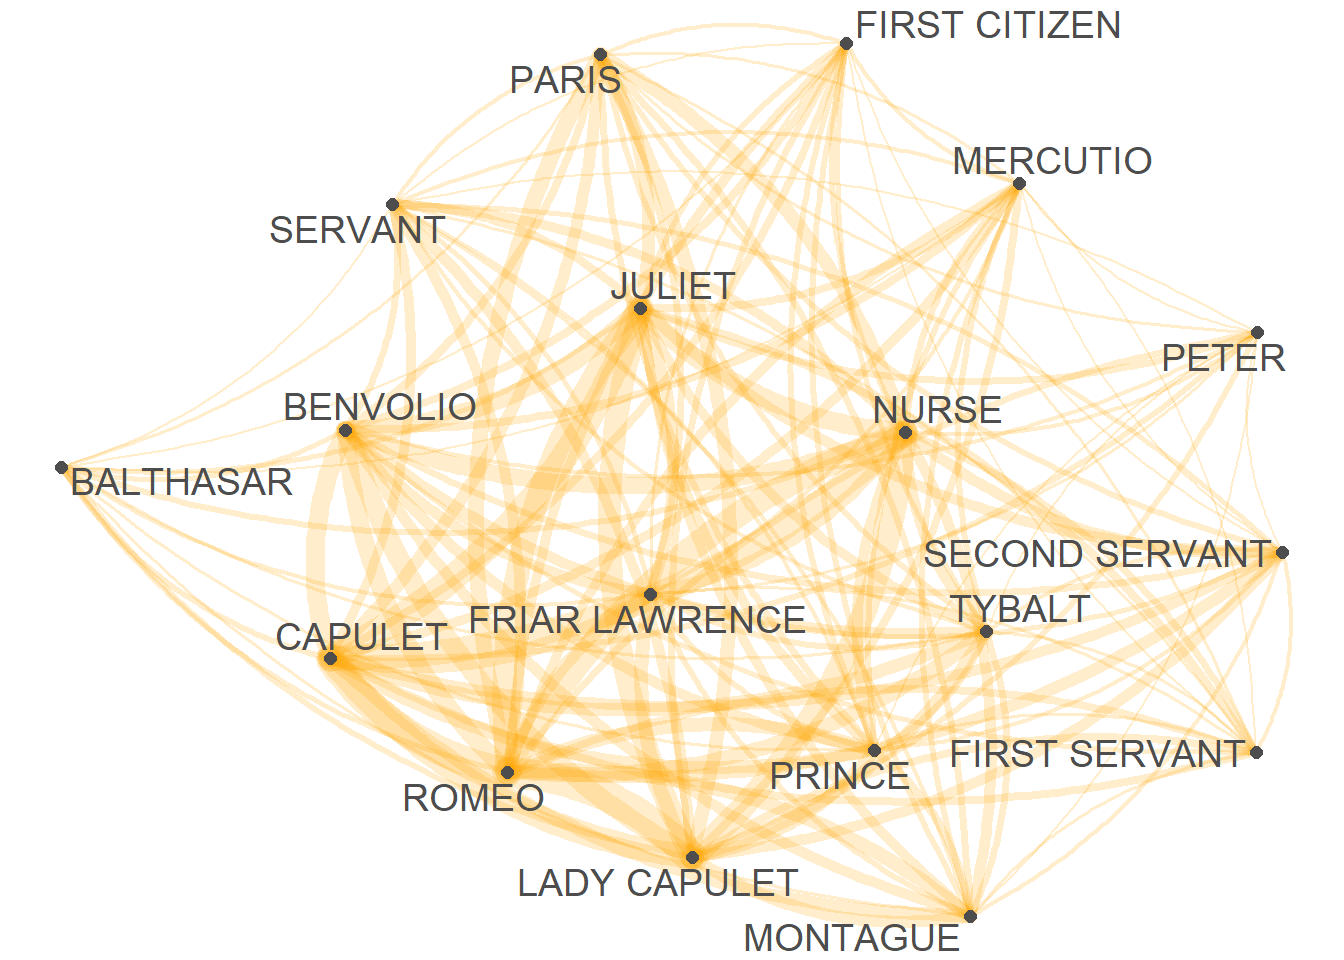 FIRST CITIZEN
PARIS
MERCUTIO
SERVANT
JULIET
PETER
BENVOLIO
NURSE
BALTHASAR
SECOND SERVANT
TYBALT
FRIAR LAWRENCE
CAPULET
FIRST SERVANT
PRINCE
ROMEO
LADY CAPULET
MONTAGUE